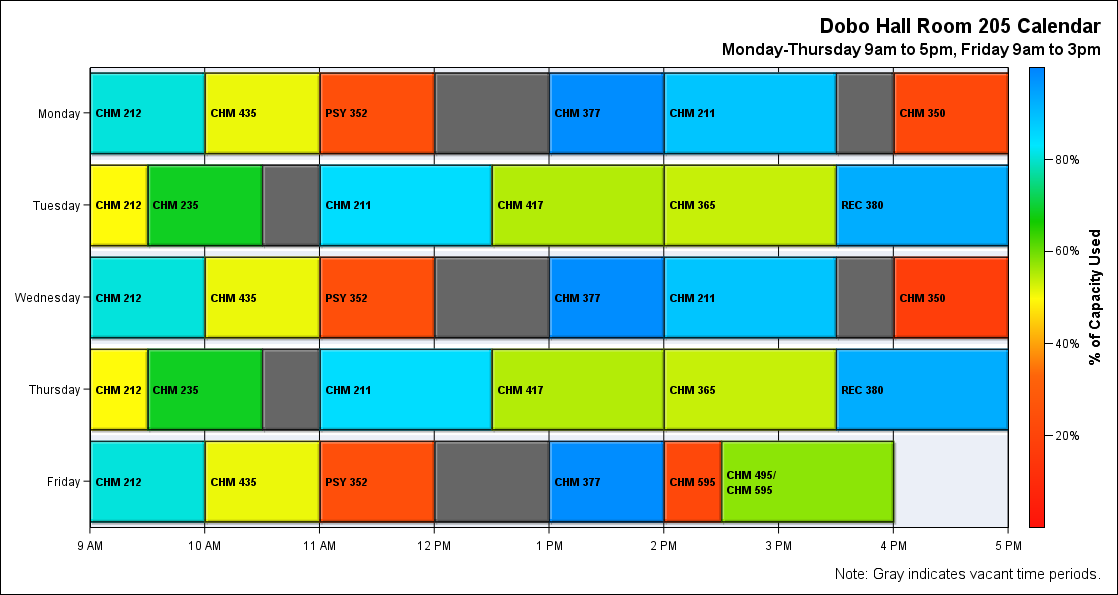 Dobo Hall Room 205 Calendar
Monday-Thursday 9am to 5pm, Friday 9am to 3pm
Monday
CHM 212
CHM 435
PSY 352
CHM 377
CHM 211
CHM 350
Tuesday
CHM 212
CHM 235
CHM 211
CHM 417
CHM 365
REC 380
Wednesday
CHM 212
CHM 435
PSY 352
CHM 377
CHM 211
CHM 350
Thursday
CHM 212
CHM 235
CHM 211
CHM 417
CHM 365
REC 380
Friday
CHM 212
CHM 435
PSY 352
CHM 377
CHM 595
CHM 495/
CHM 595
9 AM
10 AM
11 AM
12 PM
1 PM
2 PM
3 PM
4 PM
5 PM
80%
60%
40%
20%
% of Capacity Used
Note: Gray indicates vacant time periods.